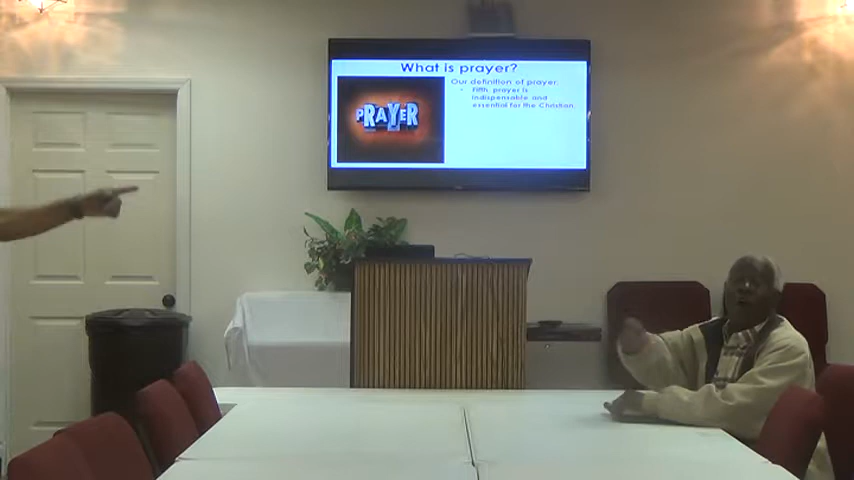 What is prayer?
Our definition of prayer:
- Fifth, prayer is
indispensable and
essential for the Christian.
PRAYER